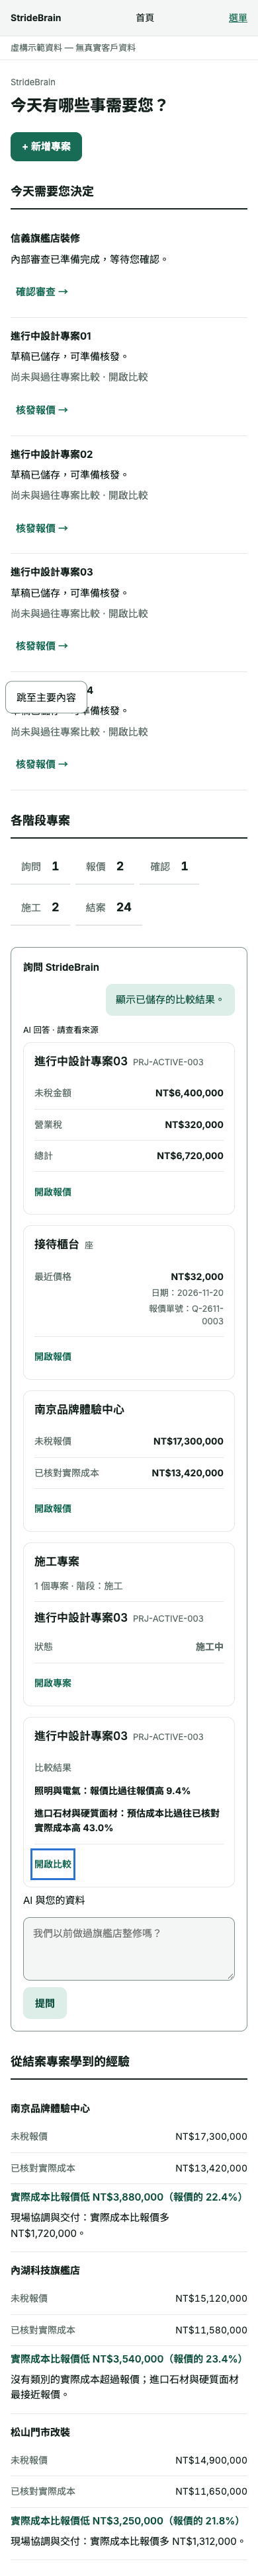 StrideBrain 首頁 選單
虛構示範資料 — 無真實客戶資料
StrideBrain
今天有哪些事需要您？
+ 新增專案
今天需要您決定
信義旗艦店裝修
內部審查已準備完成，等待您確認。
確認審查 →
進行中設計專案01
草稿已儲存，可準備核發。
尚未與過往專案比較 · 開啟比較
核發報價 →
進行中設計專案02
草稿已儲存，可準備核發。
尚未與過往專案比較 · 開啟比較
核發報價 →
進行中設計專案03
草稿已儲存，可準備核發。
尚未與過往專案比較 · 開啟比較
核發報價 →
4
跳至主要內容
備核發。
尚未與過往專案比較 · 開啟比較
核發報價 →
各階段專案
詢問 1 報價 2 確認 1
施工 2 結案 24
詢問 StrideBrain
顯示已儲存的比較結果。
AI 回答 · 請查看來源
進行中設計專案03 PRJ-ACTIVE-003
未稅金額 NT$6,400,000
營業稅 NT$320,000
總計 NT$6,720,000
開啟報價
接待櫃台 座
最近價格 NT$32,000
日期：2026-11-20
報價單號：Q-2611-
0003
開啟報價
南京品牌體驗中心
未稅報價 NT$17,300,000
已核對實際成本 NT$13,420,000
開啟報價
施工專案
1 個專案 · 階段：施工
進行中設計專案03 PRJ-ACTIVE-003
狀態 施工中
開啟專案
進行中設計專案03 PRJ-ACTIVE-003
比較結果
照明與電氣：報價比過往報價高 9.4%
進口石材與硬質面材：預估成本比過往已核對
實際成本高 43.0%
開啟比較
AI 與您的資料
我們以前做過旗艦店整修嗎？
提問
從結案專案學到的經驗
南京品牌體驗中心
未稅報價 NT$17,300,000
已核對實際成本 NT$13,420,000
實際成本比報價低 NT$3,880,000（報價的 22.4%）
現場協調與交付：實際成本比報價多
NT$1,720,000。
內湖科技旗艦店
未稅報價 NT$15,120,000
已核對實際成本 NT$11,580,000
實際成本比報價低 NT$3,540,000（報價的 23.4%）
沒有類別的實際成本超過報價；進口石材與硬質面材
最接近報價。
松山門市改裝
未稅報價 NT$14,900,000
已核對實際成本 NT$11,650,000
實際成本比報價低 NT$3,250,000（報價的 21.8%）
現場協調與交付：實際成本比報價多 NT$1,312,000。